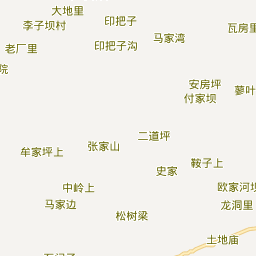 大地里
印把子
瓦房里
李子坝村
马家湾
老厂里
印把子沟
院
安房坪
蓼叶
付家坝
二道坪
张家山
牟家坪上
鞍子上
史家
中岭上
欧家河坝
马家边
龙洞里
松树梁
土地庙